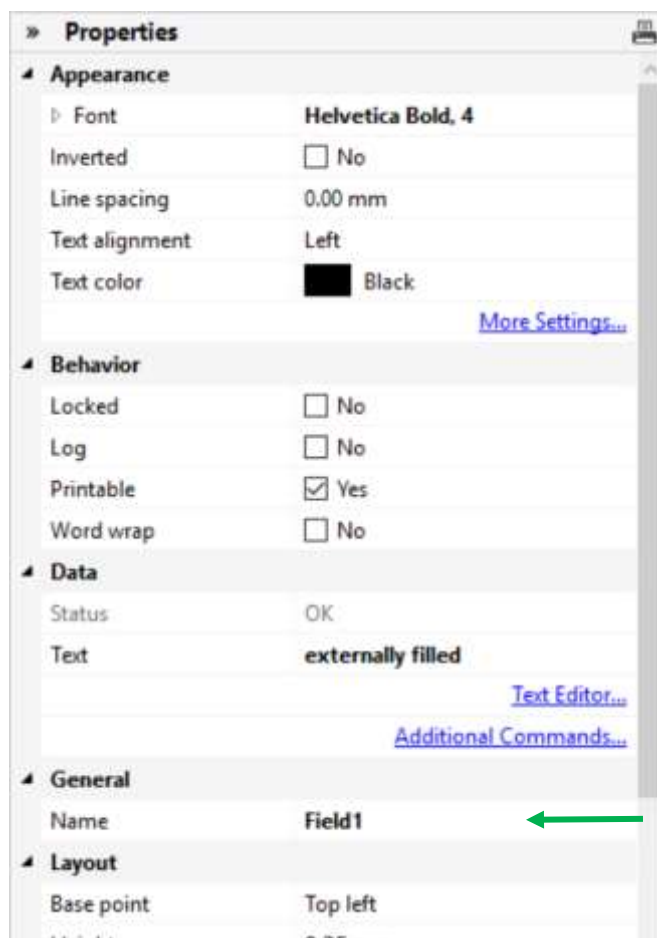 » Properties
Appearance
Font Helvetica Bold, 4
Inverted No
Line spacing 0.00 mm
Text alignment Left
Text color Black
More Settings...
Behavior
Locked No
Log No
Printable Yes
Word wrap No
Data
Status OK
Text externally filled
Text Editor...
Additional Commands...
General
Name Field1
Layout
Base point Top left